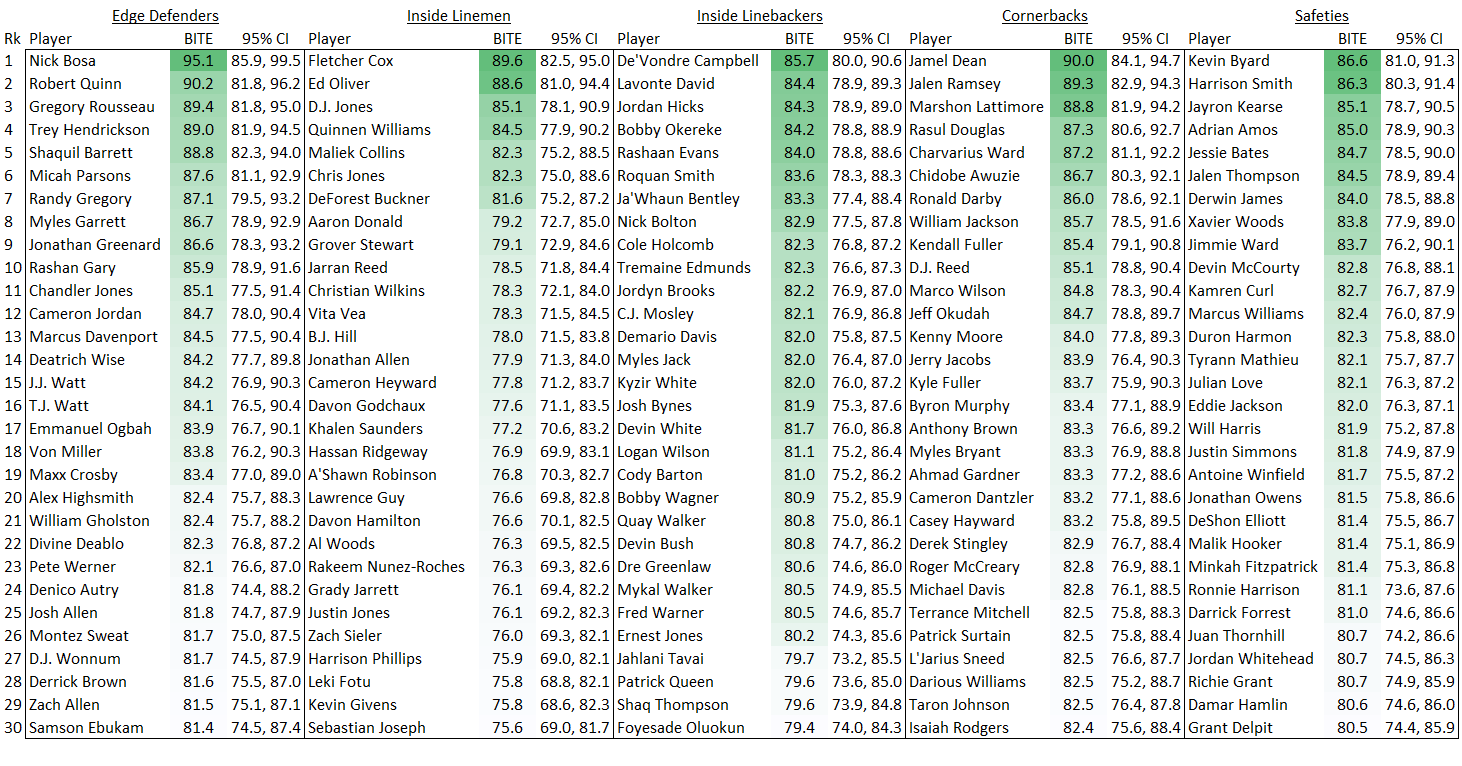 Edge Defenders Inside Linemen Inside Linebackers Cornerbacks Safeties
Rk Player BITE 95% CI Player BITE 95% CI Player BITE 95% CI Player BITE 95% CI Player BITE 95% CI
1 Nick Bosa 95.1 85.9, 99.5 Fletcher Cox 89.6 82.5, 95.0 De'Vondre Campbell 85.7 80.0, 90.6 Jamel Dean 90.0 84.1, 94.7 Kevin Byard 86.6 81.0, 91.3
2 Robert Quinn 90.2 81.8, 96.2 Ed Oliver 88.6 81.0, 94.4 Lavonte David 84.4 78.9, 89.3 Jalen Ramsey 89.3 82.9, 94.3 Harrison Smith 86.3 80.3, 91.4
3 Gregory Rousseau 89.4 81.8, 95.0 D.J. Jones 85.1 78.1, 90.9 Jordan Hicks 84.3 78.9, 89.0 Marshon Lattimore 88.8 81.9, 94.2 Jayron Kearse 85.1 78.7, 90.5
4 Trey Hendrickson 89.0 81.9, 94.5 Quinnen Williams 84.5 77.9, 90.2 Bobby Okereke 84.2 78.8, 88.9 Rasul Douglas 87.3 80.6, 92.7 Adrian Amos 85.0 78.9, 90.3
5 Shaquil Barrett 88.8 82.3, 94.0 Maliek Collins 82.3 75.2, 88.5 Rashaan Evans 84.0 78.8, 88.6 Charvarius Ward 87.2 81.1, 92.2 Jessie Bates 84.7 78.5, 90.0
6 Micah Parsons 87.6 81.1, 92.9 Chris Jones 82.3 75.0, 88.6 Roquan Smith 83.6 78.3, 88.3 Chidobe Awuzie 86.7 80.3, 92.1 Jalen Thompson 84.5 78.9, 89.4
7 Randy Gregory 87.1 79.5, 93.2 DeForest Buckner 81.6 75.2, 87.2 Ja'Whaun Bentley 83.3 77.4, 88.4 Ronald Darby 86.0 78.6, 92.1 Derwin James 84.0 78.5, 88.8
8 Myles Garrett 86.7 78.9, 92.9 Aaron Donald 79.2 72.7, 85.0 Nick Bolton 82.9 77.5, 87.8 William Jackson 85.7 78.5, 91.6 Xavier Woods 83.8 77.9, 89.0
9 Jonathan Greenard 86.6 78.3, 93.2 Grover Stewart 79.1 72.9, 84.6 Cole Holcomb 82.3 76.8, 87.2 Kendall Fuller 85.4 79.1, 90.8 Jimmie Ward 83.7 76.2, 90.1
10 Rashan Gary 85.9 78.9, 91.6 Jarran Reed 78.5 71.8, 84.4 Tremaine Edmunds 82.3 76.6, 87.3 D.J. Reed 85.1 78.8, 90.4 Devin McCourty 82.8 76.8, 88.1
11 Chandler Jones 85.1 77.5, 91.4 Christian Wilkins 78.3 72.1, 84.0 Jordyn Brooks 82.2 76.9, 87.0 Marco Wilson 84.8 78.3, 90.4 Kamren Curl 82.7 76.7, 87.9
12 Cameron Jordan 84.7 78.0, 90.4 Vita Vea 78.3 71.5, 84.5 C.J. Mosley 82.1 76.9, 86.8 Jeff Okudah 84.7 78.8, 89.7 Marcus Williams 82.4 76.0, 87.9
13 Marcus Davenport 84.5 77.5, 90.4 B.J. Hill 78.0 71.5, 83.8 Demario Davis 82.0 75.8, 87.5 Kenny Moore 84.0 77.8, 89.3 Duron Harmon 82.3 75.8, 88.0
14 Deatrich Wise 84.2 77.7, 89.8 Jonathan Allen 77.9 71.3, 84.0 Myles Jack 82.0 76.4, 87.0 Jerry Jacobs 83.9 76.4, 90.3 Tyrann Mathieu 82.1 75.7, 87.7
15 J.J. Watt 84.2 76.9, 90.3 Cameron Heyward 77.8 71.2, 83.7 Kyzir White 82.0 76.0, 87.2 Kyle Fuller 83.7 75.9, 90.3 Julian Love 82.1 76.3, 87.2
16 T.J. Watt 84.1 76.5, 90.4 Davon Godchaux 77.6 71.1, 83.5 Josh Bynes 81.9 75.3, 87.6 Byron Murphy 83.4 77.1, 88.9 Eddie Jackson 82.0 76.3, 87.1
17 Emmanuel Ogbah 83.9 76.7, 90.1 Khalen Saunders 77.2 70.6, 83.2 Devin White 81.7 76.0, 86.8 Anthony Brown 83.3 76.6, 89.2 Will Harris 81.9 75.2, 87.8
18 Von Miller 83.8 76.2, 90.3 Hassan Ridgeway 76.9 69.9, 83.1 Logan Wilson 81.1 75.2, 86.4 Myles Bryant 83.3 76.9, 88.8 Justin Simmons 81.8 74.9, 87.9
19 Maxx Crosby 83.4 77.0, 89.0 A'Shawn Robinson 76.8 70.3, 82.7 Cody Barton 81.0 75.2, 86.2 Ahmad Gardner 83.3 77.2, 88.6 Antoine Winfield 81.7 75.5, 87.2
20 Alex Highsmith 82.4 75.7, 88.3 Lawrence Guy 76.6 69.8, 82.8 Bobby Wagner 80.9 75.2, 85.9 Cameron Dantzler 83.2 77.1, 88.6 Jonathan Owens 81.5 75.8, 86.6
21 William Gholston 82.4 75.7, 88.2 Davon Hamilton 76.6 70.1, 82.5 Quay Walker 80.8 75.0, 86.1 Casey Hayward 83.2 75.8, 89.5 DeShon Elliott 81.4 75.5, 86.7
22 Divine Deablo 82.3 76.8, 87.2 Al Woods 76.3 69.5, 82.5 Devin Bush 80.8 74.7, 86.2 Derek Stingley 82.9 76.7, 88.4 Malik Hooker 81.4 75.1, 86.9
23 Pete Werner 82.1 76.6, 87.0 Rakeem Nunez-Roches 76.3 69.3, 82.6 Dre Greenlaw 80.6 74.6, 86.0 Roger McCreary 82.8 76.9, 88.1 Minkah Fitzpatrick 81.4 75.3, 86.8
24 Denico Autry 81.8 74.4, 88.2 Grady Jarrett 76.1 69.4, 82.2 Mykal Walker 80.5 74.9, 85.5 Michael Davis 82.8 76.1, 88.5 Ronnie Harrison 81.1 73.6, 87.6
25 Josh Allen 81.8 74.7, 87.9 Justin Jones 76.1 69.2, 82.3 Fred Warner 80.5 74.6, 85.7 Terrance Mitchell 82.5 75.8, 88.3 Darrick Forrest 81.0 74.6, 86.6
26 Montez Sweat 81.7 75.0, 87.5 Zach Sieler 76.0 69.3, 82.1 Ernest Jones 80.2 74.3, 85.6 Patrick Surtain 82.5 75.8, 88.4 Juan Thornhill 80.7 74.2, 86.6
27 D.J. Wonnum 81.7 74.5, 87.9 Harrison Phillips 75.9 69.0, 82.1 Jahlani Tavai 79.7 73.2, 85.5 L'Jarius Sneed 82.5 76.6, 87.7 Jordan Whitehead 80.7 74.5, 86.3
28 Derrick Brown 81.6 75.5, 87.0 Leki Fotu 75.8 68.8, 82.1 Patrick Queen 79.6 73.6, 85.0 Darious Williams 82.5 75.2, 88.7 Richie Grant 80.7 74.9, 85.9
29 Zach Allen 81.5 75.1, 87.1 Kevin Givens 75.8 68.6, 82.3 Shaq Thompson 79.6 73.9, 84.8 Taron Johnson 82.5 76.4, 87.8 Damar Hamlin 80.6 74.6, 86.0
30 Samson Ebukam 81.4 74.5, 87.4 Sebastian Joseph 75.6 69.0, 81.7 Foyesade Oluokun 79.4 74.0, 84.3 Isaiah Rodgers 82.4 75.6, 88.4 Grant Delpit 80.5 74.4, 85.9